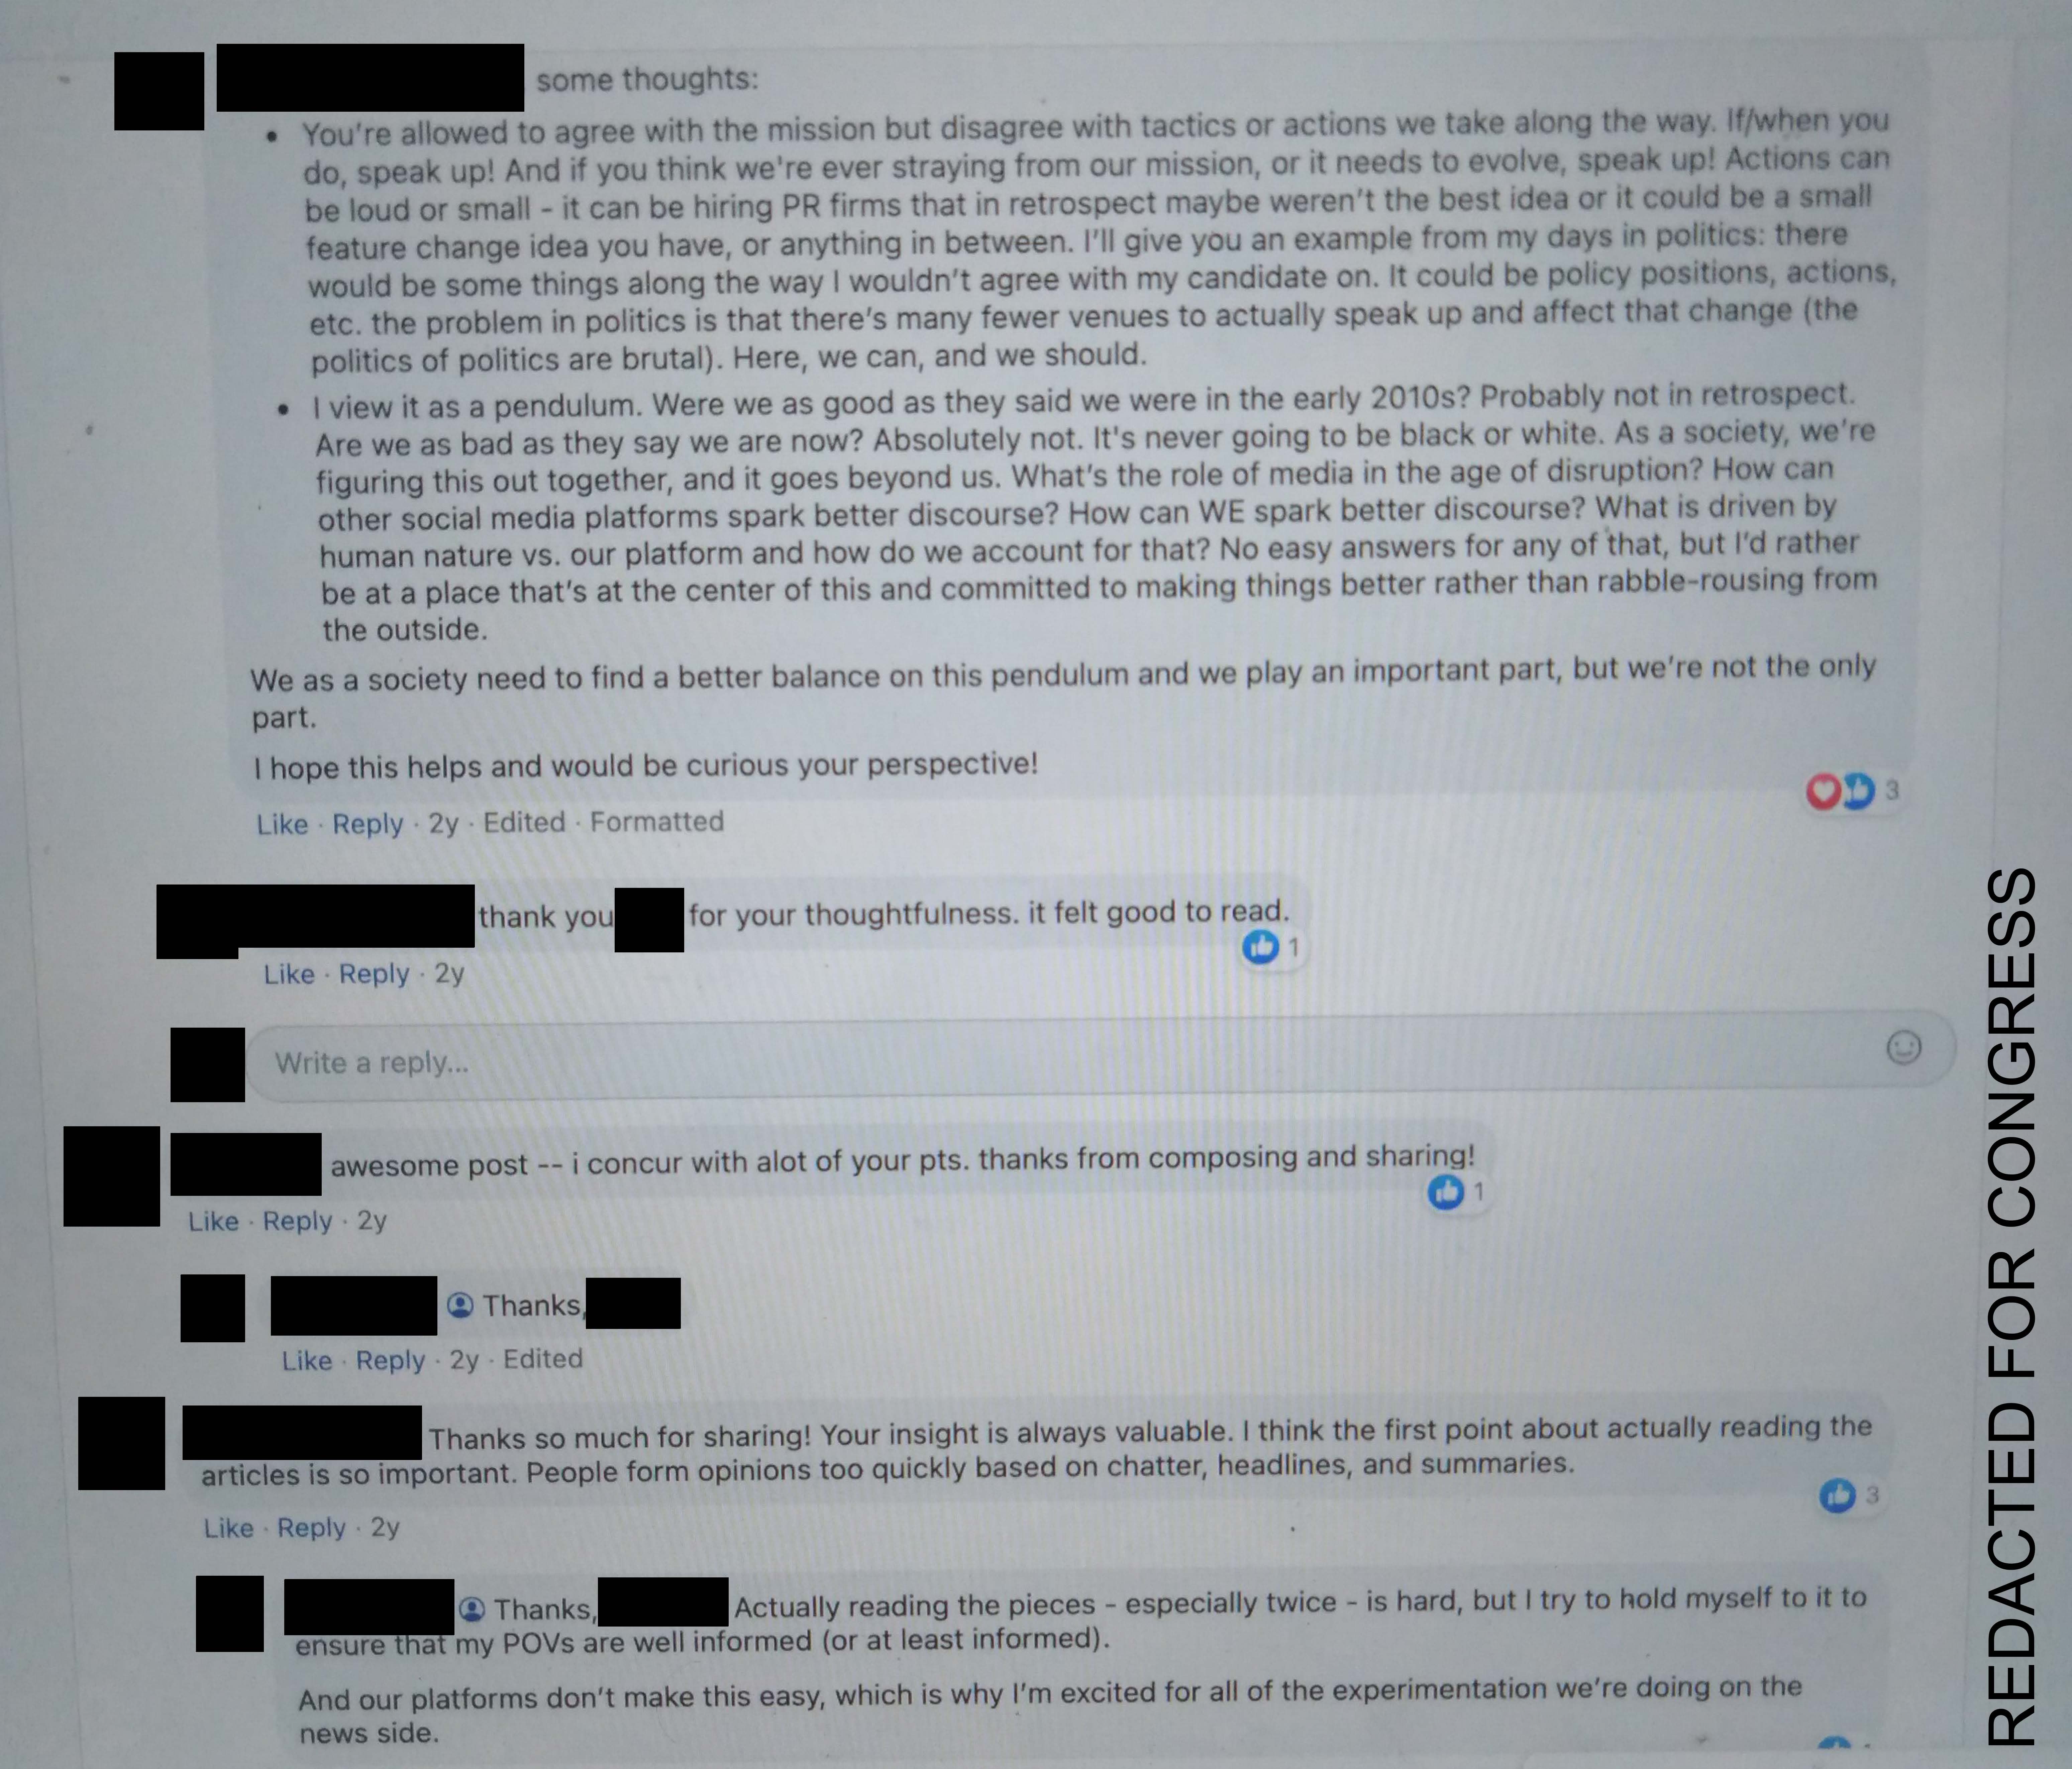 some thoughts:
• You're allowed to agree with the mission but disagree with tactics or actions we take along the way. If/when you
do, speak up! And if you think we're ever straying from our mission, or it needs to evolve, speak up! Actions can
be loud or small - it can be hiring PR firms that in retrospect maybe weren't the best idea or it could be a small
feature change idea you have, or anything in between. I'll give you an example from my days in politics: there
would be some things along the way I wouldn't agree with my candidate on. It could be policy positions, actions,
etc. the problem in politics is that there's many fewer venues to actually speak up and affect that change (the
politics of politics are brutal). Here, we can, and we should.
• I view it as a pendulum. Were we as good as they said we were in the early 2010s? Probably not in retrospect.
Are we as bad as they say we are now? Absolutely not. It's never going to be black or white. As a society, we're
figuring this out together, and it goes beyond us. What's the role of media in the age of disruption? How can
other social media platforms spark better discourse? How can WE spark better discourse? What is driven by
human nature vs. our platform and how do we account for that? No easy answers for any of that, but I'd rather
be at a place that's at the center of this and committed to making things better rather than rabble-rousing from
the outside.
We as a society need to find a better balance on this pendulum and we play an important part, but we're not the only
part.
I hope this helps and would be curious your perspective!
3
Like · Reply · 2y · Edited · Formatted
thank you for your thoughtfulness. it felt good to read.
1
Like · Reply · 2y
Write a reply...
awesome post -- i concur with alot of your pts. thanks from composing and sharing!
1
Like · Reply · 2y
Thanks,
Like · Reply · 2y · Edited
Thanks so much for sharing! Your insight is always valuable. I think the first point about actually reading the
articles is so important. People form opinions too quickly based on chatter, headlines, and summaries.
3
Like · Reply · 2y
Thanks, Actually reading the pieces - especially twice - is hard, but I try to hold myself to it to
ensure that my POVs are well informed (or at least informed).
And our platforms don't make this easy, which is why I'm excited for all of the experimentation we're doing on the
news side.
REDACTED FOR CONGRESS